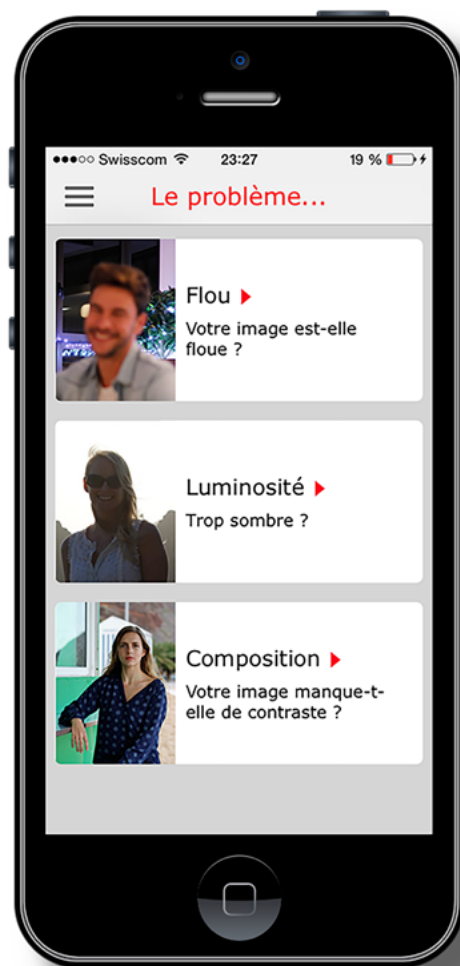 Swisscom 23:27 19 %
Le problème...
Flou
Votre image est-elle
floue ?
Luminosité
Trop sombre ?
Composition
Votre image manque-t-
elle de contraste ?